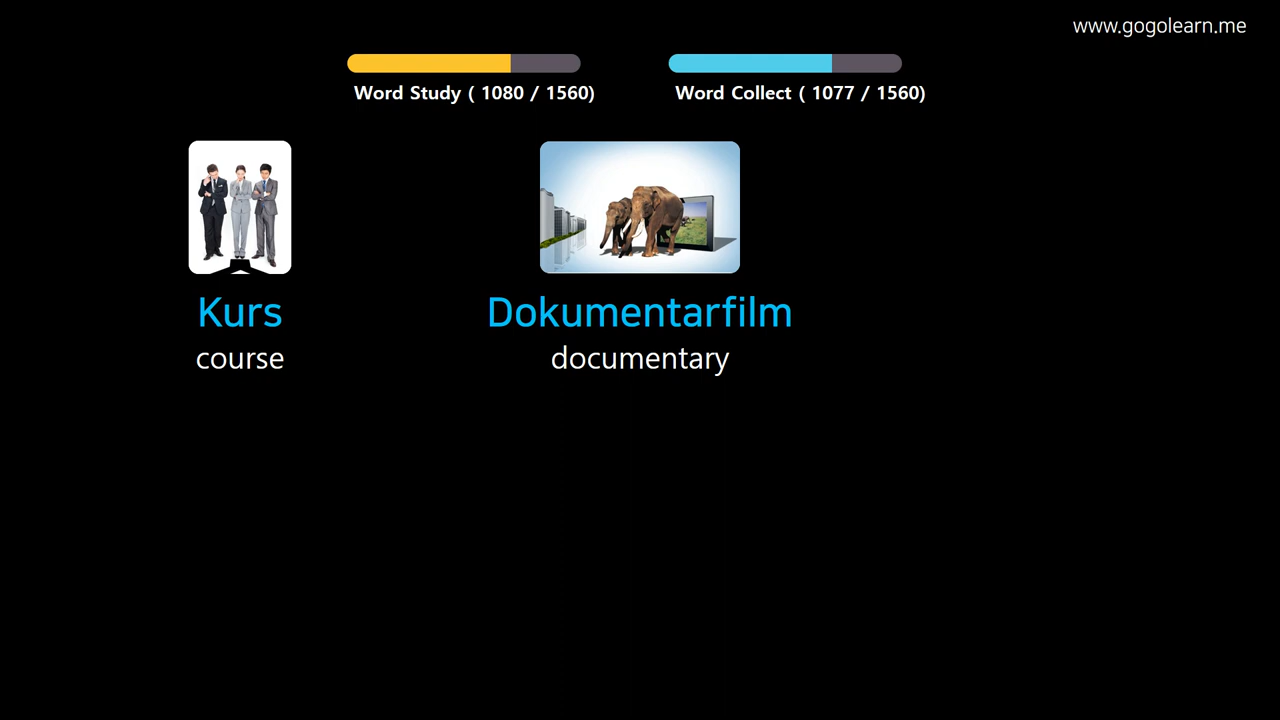 www.gogolearn.me
Word Study ( 1080 / 1560)
Word Collect ( 1077 / 1560)
Kurs
course
Dokumentarfilm
documentary